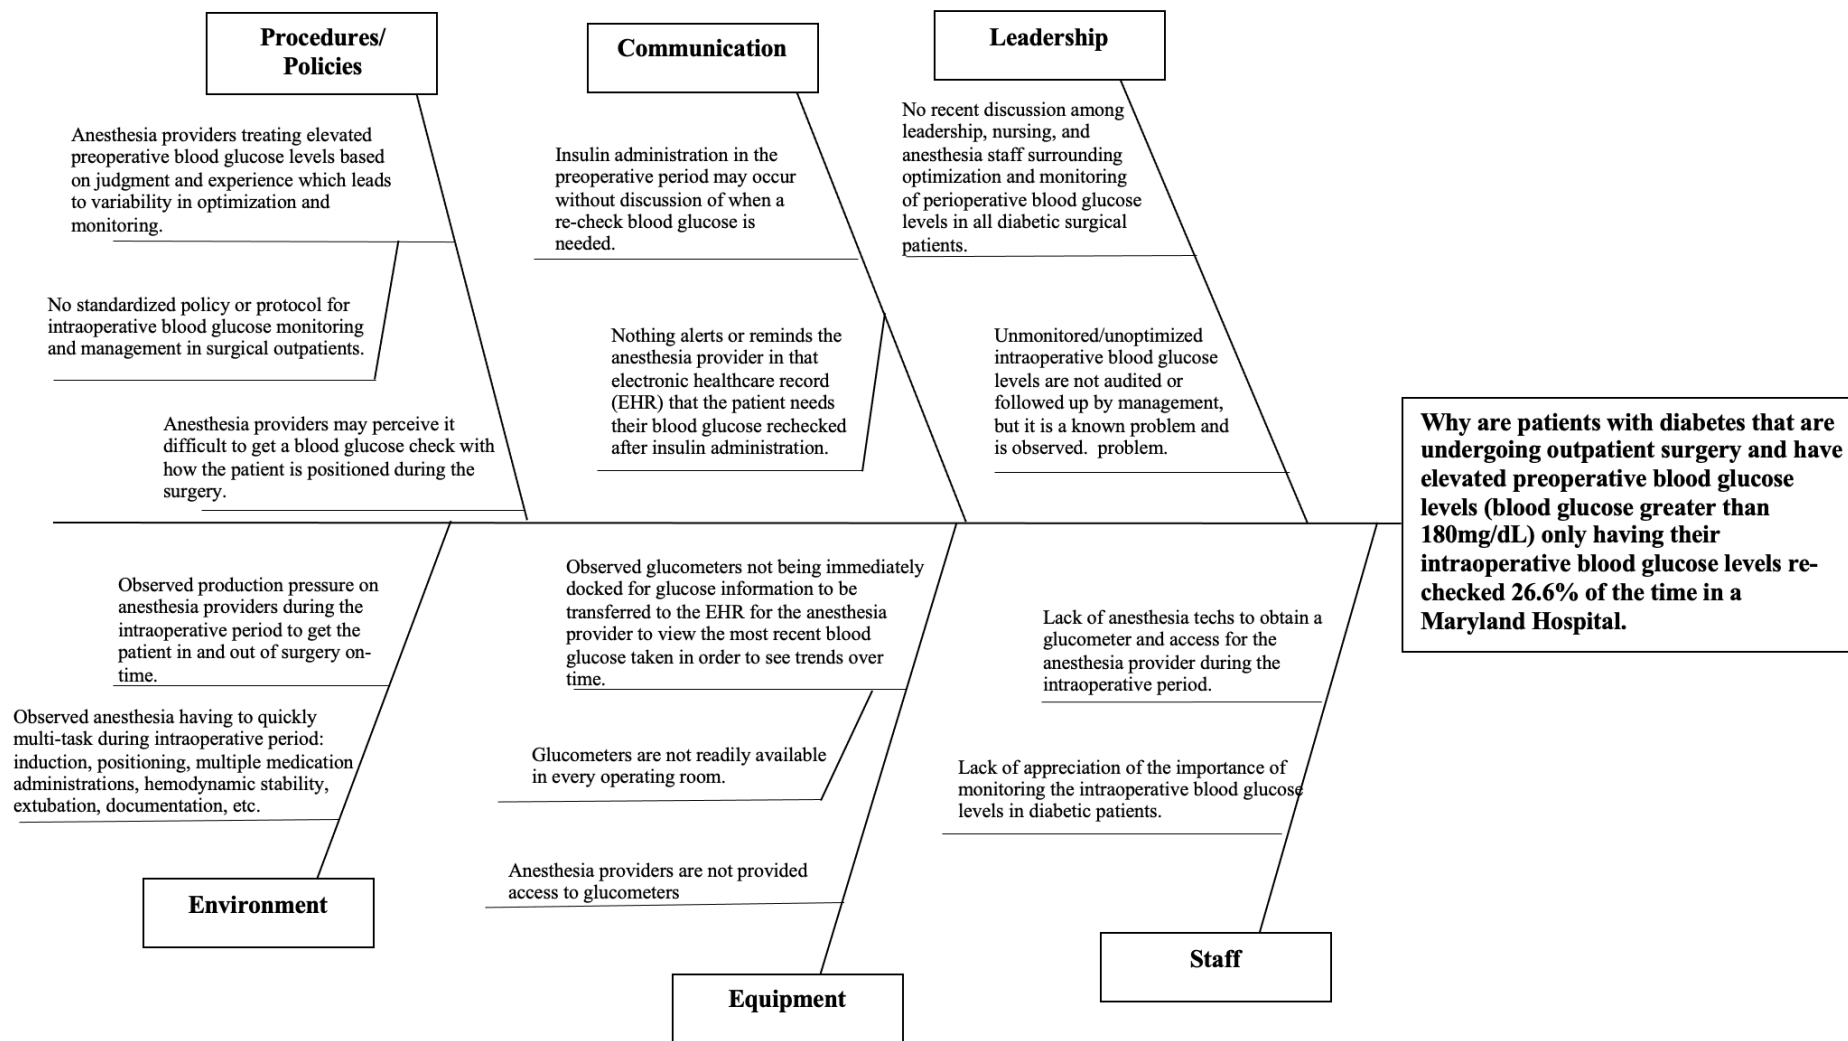 Procedures/
Policies
Communication
Leadership
Anesthesia providers treating elevated
preoperative blood glucose levels based
on judgment and experience which leads
to variability in optimization and
monitoring.
No standardized policy or protocol for
intraoperative blood glucose monitoring
and management in surgical outpatients.
Anesthesia providers may perceive it
difficult to get a blood glucose check with
how the patient is positioned during the
surgery.
Insulin administration in the
preoperative period may occur
without discussion of when a
re-check blood glucose is
needed.
Nothing alerts or reminds the
anesthesia provider in that
electronic healthcare record
(EHR) that the patient needs
their blood glucose rechecked
after insulin administration.
No recent discussion among
leadership, nursing, and
anesthesia staff surrounding
optimization and monitoring
of perioperative blood glucose
levels in all diabetic surgical
patients.
Unmonitored/unoptimized
intraoperative blood glucose
levels are not audited or
followed up by management,
but it is a known problem and
is observed.  problem.
Why are patients with diabetes that are
undergoing outpatient surgery and have
elevated preoperative blood glucose
levels (blood glucose greater than
180mg/dL) only having their
intraoperative blood glucose levels re-
checked 26.6% of the time in a
Maryland Hospital.
Observed production pressure on
anesthesia providers during the
intraoperative period to get the
patient in and out of surgery on-
time.
Observed anesthesia having to quickly
multi-task during intraoperative period:
induction, positioning, multiple medication
administrations, hemodynamic stability,
extubation, documentation, etc.
Observed glucometers not being immediately
docked for glucose information to be
transferred to the EHR for the anesthesia
provider to view the most recent blood
glucose taken in order to see trends over
time.
Glucometers are not readily available
in every operating room.
Anesthesia providers are not provided
access to glucometers
Lack of anesthesia techs to obtain a
glucometer and access for the
anesthesia provider during the
intraoperative period.
Lack of appreciation of the importance of
monitoring the intraoperative blood glucose
levels in diabetic patients.
Environment
Equipment
Staff